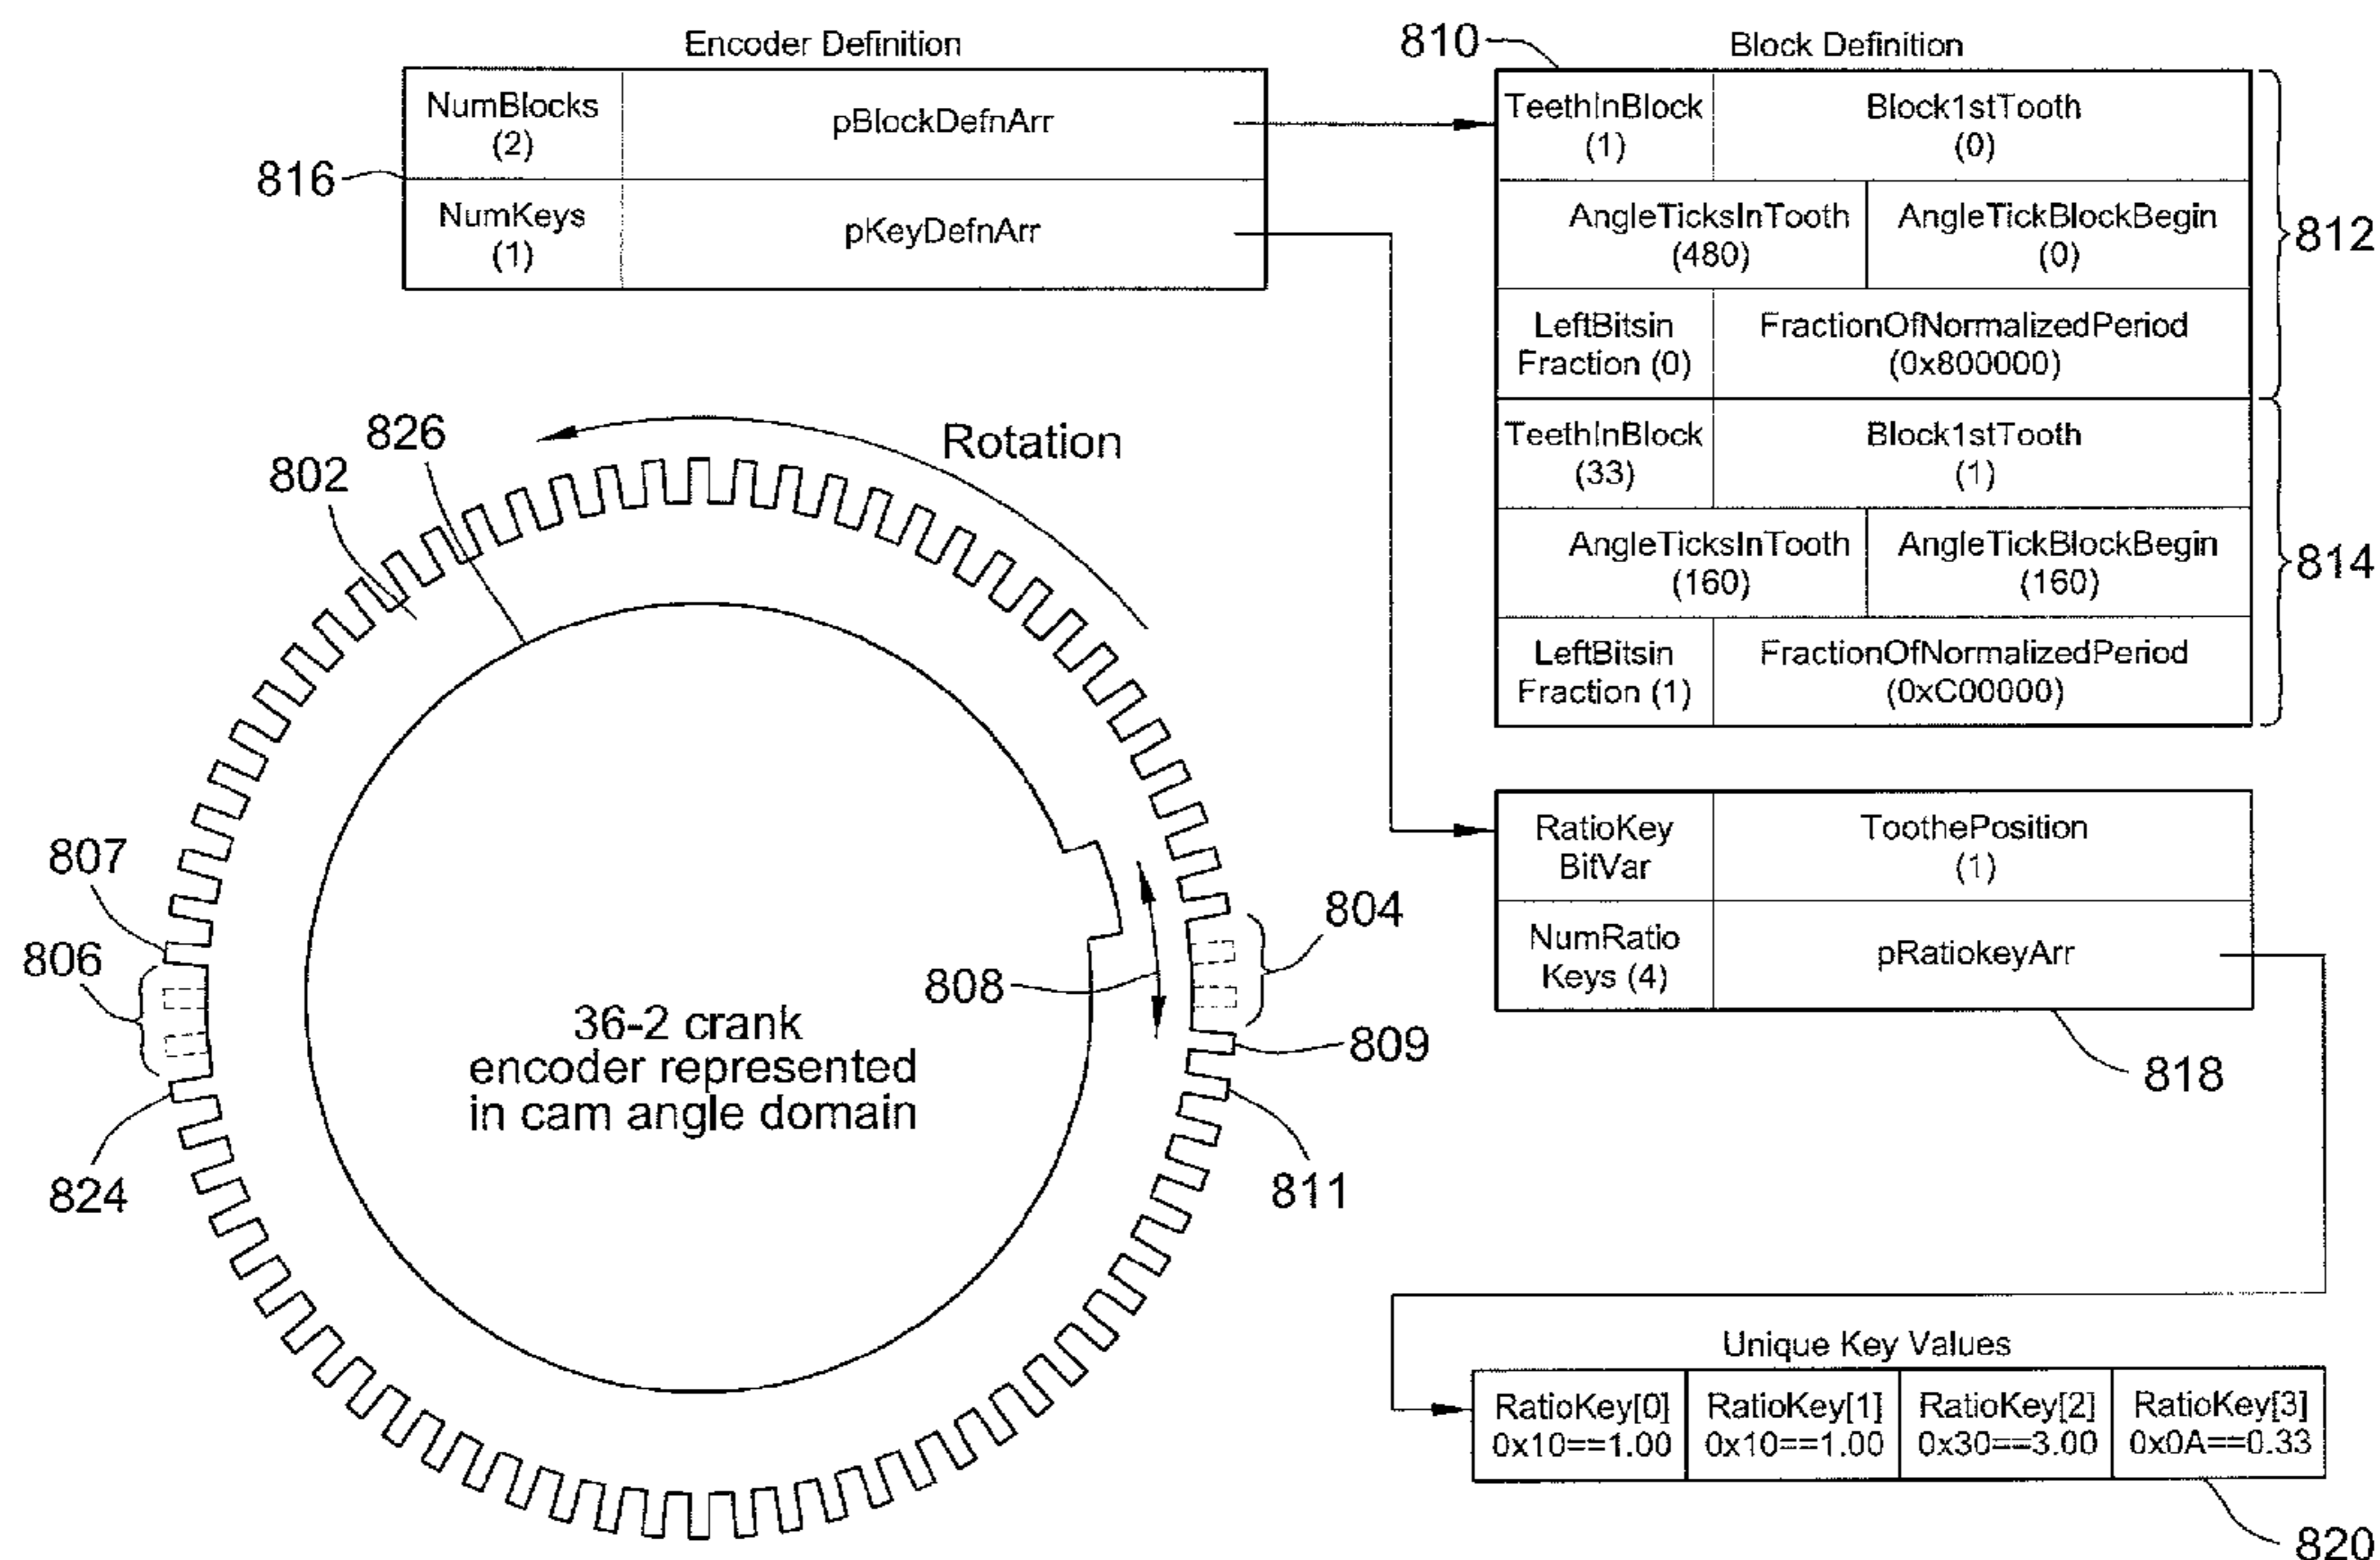 Encoder Definition
NumBlocks
(2)
pBlockDefnArr
816
NumKeys
(1)
pKeyDefnArr
810
Block Definition
TeethInBlock
(1)
Block1stTooth
(0)
AngleTicksInTooth
(480)
AngleTickBlockBegin
(0)
812
LeftBitsin
Fraction (0)
FractionOfNormalizedPeriod
(0x800000)
TeethInBlock
(33)
Block1stTooth
(1)
AngleTicksInTooth
(160)
AngleTickBlockBegin
(160)
814
LeftBitsin
Fraction (1)
FractionOfNormalizedPeriod
(0xC00000)
826
802
Rotation
807
806
824
804
808
809
811
36-2 crank
encoder represented
in cam angle domain
RatioKey
BitVar
ToothePosition
(1)
NumRatio
Keys (4)
pRatiokeyArr
818
Unique Key Values
RatioKey[0]
0x10==1.00
RatioKey[1]
0x10==1.00
RatioKey[2]
0x30==3.00
RatioKey[3]
0x0A==0.33
820